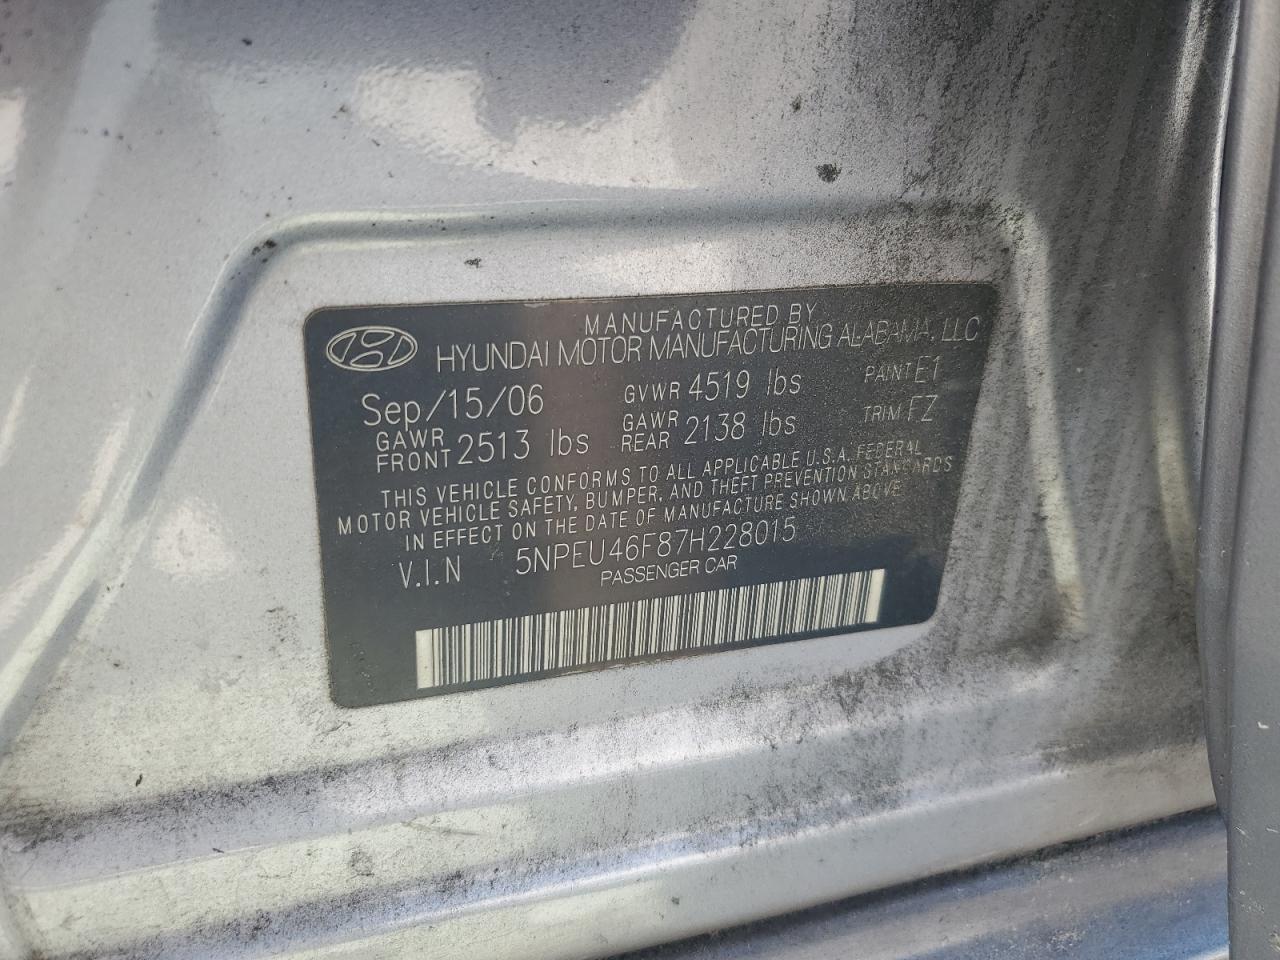 MANUFACTURED BY
HYUNDAI MOTOR MANUFACTURING ALABAMA, LLC
Sep/15/06 GVWR 4519 lbs PAINT E1
GAWR FRONT 2513 lbs GAWR REAR 2138 lbs TRIM FZ
THIS VEHICLE CONFORMS TO ALL APPLICABLE U.S.A. FEDERAL
MOTOR VEHICLE SAFETY, BUMPER, AND THEFT PREVENTION STANDARDS
IN EFFECT ON THE DATE OF MANUFACTURE SHOWN ABOVE
V.I.N 5NPEU46F87H228015
PASSENGER CAR